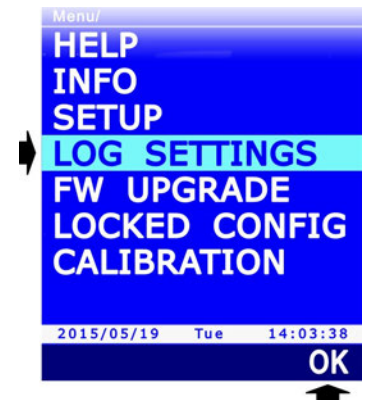 Menu/
HELP
INFO
SETUP
LOG SETTINGS
FW UPGRADE
LOCKED CONFIG
CALIBRATION
2015/05/19 Tue 14:03:38
OK